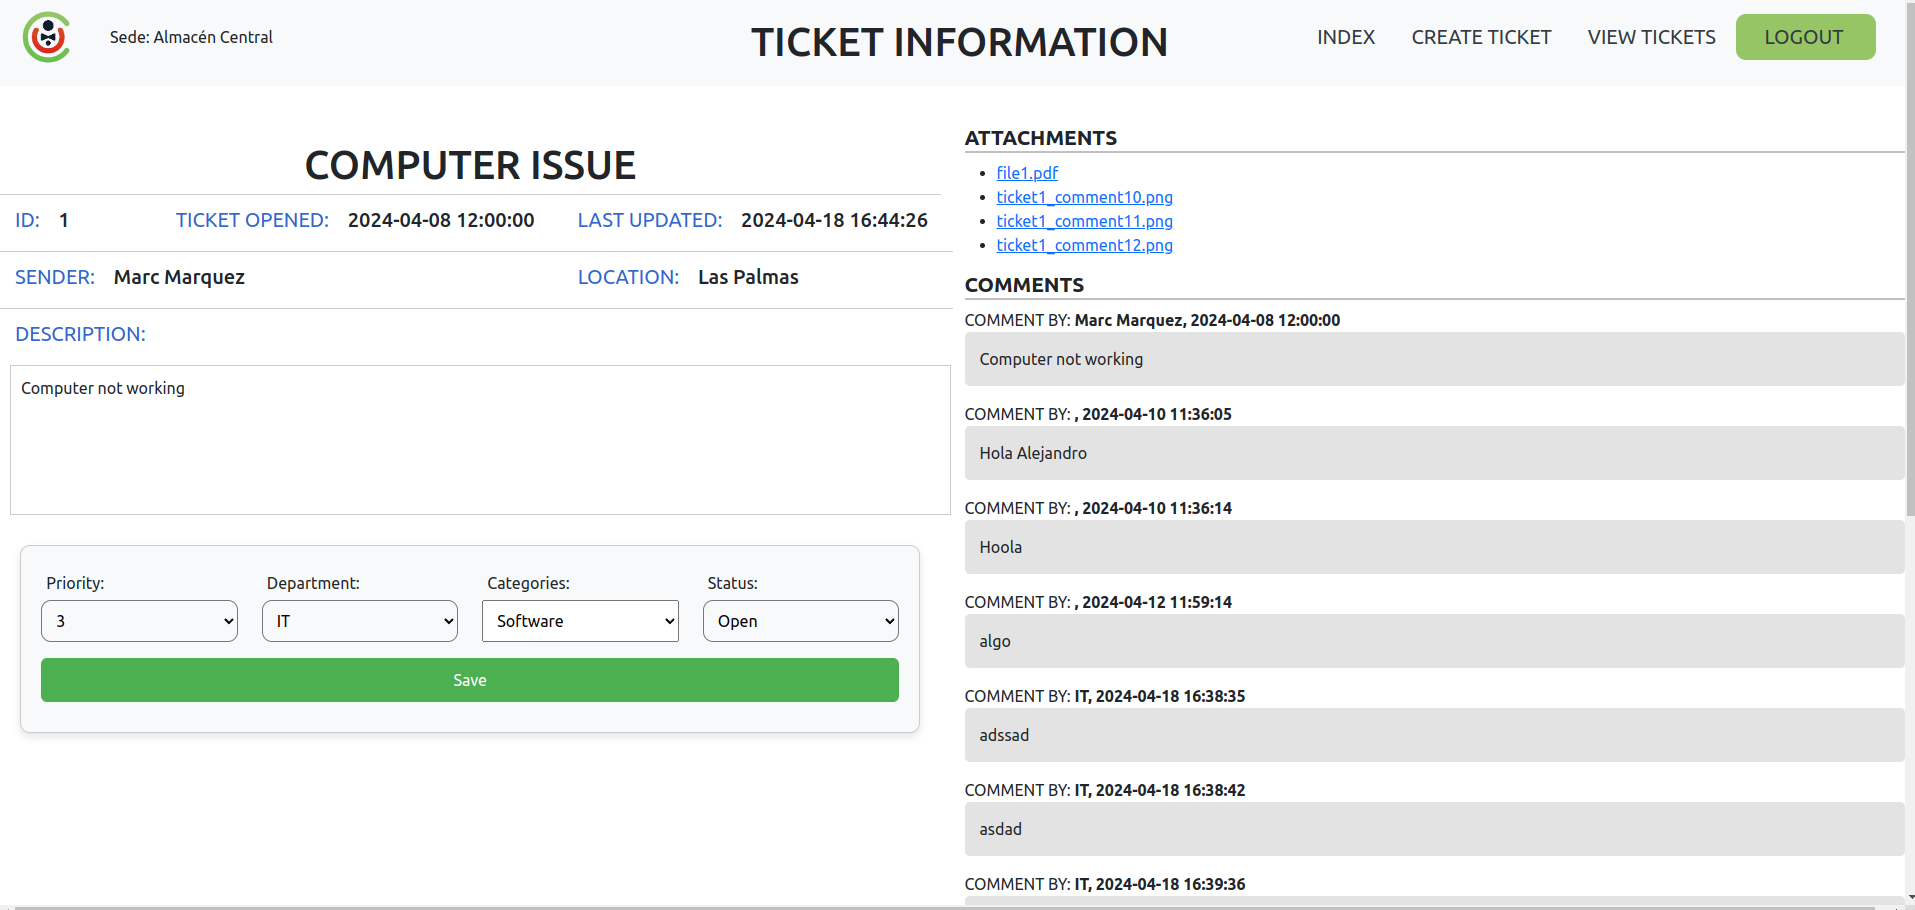 Sede: Almacén Central
TICKET INFORMATION
INDEX
CREATE TICKET
VIEW TICKETS
LOGOUT
COMPUTER ISSUE
ID: 1 TICKET OPENED: 2024-04-08 12:00:00 LAST UPDATED: 2024-04-18 16:44:26
SENDER: Marc Marquez LOCATION: Las Palmas
DESCRIPTION:
Computer not working
Priority: Department: Categories: Status:
3 IT Software Open
Save
ATTACHMENTS
file1.pdf
ticket1_comment10.png
ticket1_comment11.png
ticket1_comment12.png
COMMENTS
COMMENT BY: Marc Marquez, 2024-04-08 12:00:00
Computer not working
COMMENT BY: , 2024-04-10 11:36:05
Hola Alejandro
COMMENT BY: , 2024-04-10 11:36:14
Hoola
COMMENT BY: , 2024-04-12 11:59:14
algo
COMMENT BY: IT, 2024-04-18 16:38:35
adssad
COMMENT BY: IT, 2024-04-18 16:38:42
asdad
COMMENT BY: IT, 2024-04-18 16:39:36